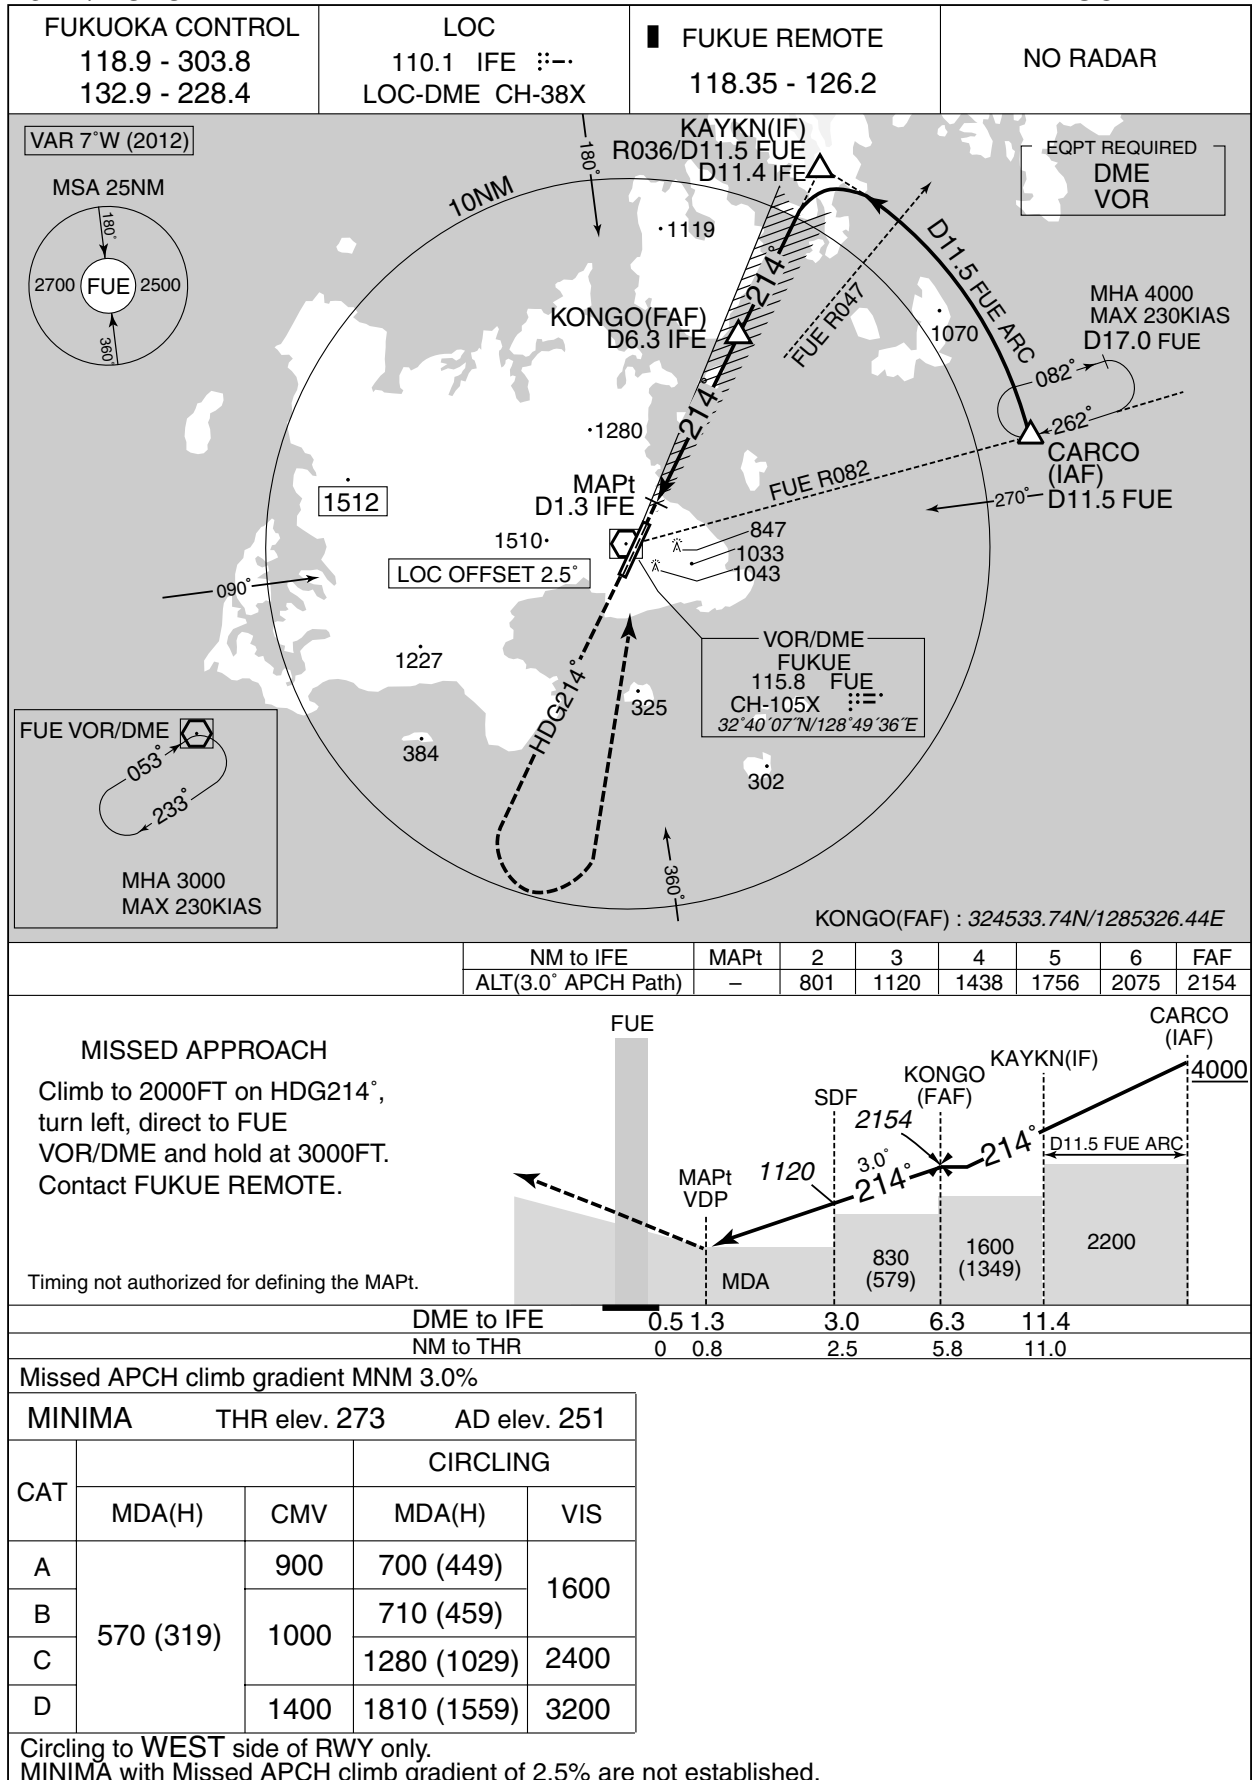 FUKUOKA CONTROL
118.9 - 303.8
132.9 - 228.4
LOC
110.1 IFE
LOC-DME CH-38X
FUKUE REMOTE
118.35 - 126.2
NO RADAR
VAR 7˚W (2012)
MSA 25NM
180˚
2700
FUE
2500
360˚
10NM
180˚
KAYKN(IF)
R036/D11.5 FUE
D11.4 IFE
EQPT REQUIRED
DME
VOR
1119
D11.5 FUE ARC
214˚
FUE R047
KONGO(FAF)
D6.3 IFE
1070
MHA 4000
MAX 230KIAS
D17.0 FUE
082˚
262˚
214˚
1280
CARCO
(IAF)
D11.5 FUE
FUE R082
270˚
1512
MAPt
D1.3 IFE
1510
847
1033
1043
LOC OFFSET 2.5˚
090˚
VOR/DME
FUKUE
115.8 FUE
CH-105X
32˚40´07˝N/128˚49´36˝E
1227
HDG214˚
325
384
302
FUE VOR/DME
053˚
233˚
MHA 3000
MAX 230KIAS
360˚
KONGO(FAF) : 324533.74N/1285326.44E
NM to IFE MAPt 2 3 4 5 6 FAF
ALT(3.0˚ APCH Path) – 801 1120 1438 1756 2075 2154
MISSED APPROACH
Climb to 2000FT on HDG214˚,
turn left, direct to FUE
VOR/DME and hold at 3000FT.
Contact FUKUE REMOTE.
Timing not authorized for defining the MAPt.
FUE
MAPt
VDP
SDF
1120
2154
3.0˚
214˚
KONGO
(FAF)
214˚
KAYKN(IF)
D11.5 FUE ARC
CARCO
(IAF)
4000
MDA
830
(579)
1600
(1349)
2200
DME to IFE 0.5 1.3 3.0 6.3 11.4
NM to THR 0 0.8 2.5 5.8 11.0
Missed APCH climb gradient MNM 3.0%
MINIMA THR elev. 273 AD elev. 251
CAT
CIRCLING
MDA(H) CMV MDA(H) VIS
A 570 (319) 900 700 (449) 1600
B 1000 710 (459)
C 1280 (1029) 2400
D 1400 1810 (1559) 3200
Circling to WEST side of RWY only.
MINIMA with Missed APCH climb gradient of 2.5% are not established.